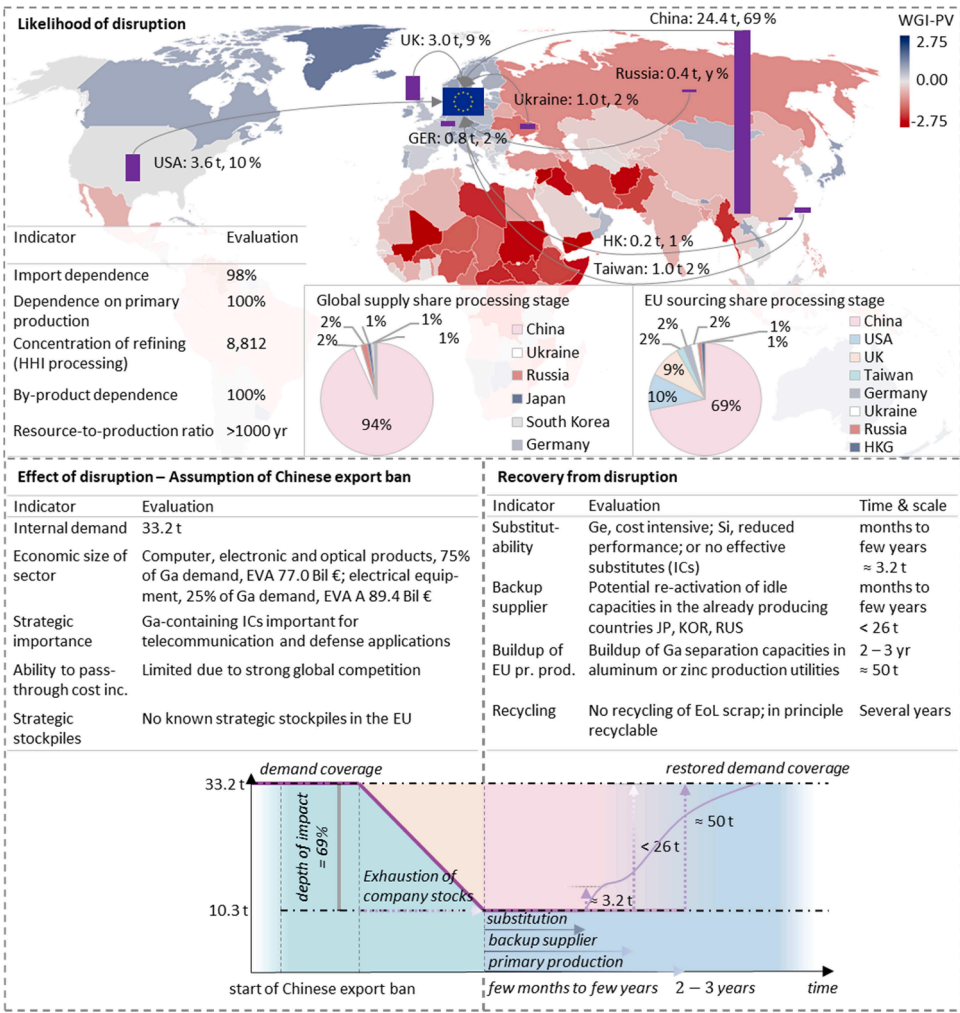 Likelihood of disruption
China: 24.4 t, 69 %
WGI-PV
2.75
0.00
-2.75
UK: 3.0 t, 9 %
Russia: 0.4 t, y %
Ukraine: 1.0 t, 2 %
GER: 0.8 t, 2 %
USA: 3.6 t, 10 %
HK: 0.2 t, 1 %
Taiwan: 1.0 t 2 %
Indicator Evaluation
Import dependence 98%
Dependence on primary 100%
production
Concentration of refining 8,812
(HHI processing)
By-product dependence 100%
Resource-to-production ratio >1000 yr
Global supply share processing stage
2% 1% 1%
2% 1%
94%
China
Ukraine
Russia
Japan
South Korea
Germany
EU sourcing share processing stage
2% 2% 1%
2% 1%
9%
10%
69%
China
USA
UK
Taiwan
Germany
Ukraine
Russia
HKG
Effect of disruption – Assumption of Chinese export ban
Indicator Evaluation
Internal demand 33.2 t
Economic size of Computer, electronic and optical products, 75%
sector of Ga demand, EVA 77.0 Bil €; electrical equip-
ment, 25% of Ga demand, EVA A 89.4 Bil €
Strategic Ga-containing ICs important for
importance telecommunication and defense applications
Ability to pass- Limited due to strong global competition
through cost inc.
Strategic No known strategic stockpiles in the EU
stockpiles
Recovery from disruption
Indicator Evaluation Time & scale
Substitut- Ge, cost intensive; Si, reduced months to
ability performance; or no effective few years
substitutes (ICs) ≈ 3.2 t
Backup Potential re-activation of idle months to
supplier capacities in the already producing few years
countries JP, KOR, RUS < 26 t
Buildup of Buildup of Ga separation capacities in 2 – 3 yr
EU pr. prod. aluminum or zinc production utilities ≈ 50 t
Recycling No recycling of EoL scrap; in principle Several years
recyclable
demand coverage restored demand coverage
33.2 t
depth of impact
= 69%
≈ 50 t
< 26 t
Exhaustion of
company stocks
≈ 3.2 t
10.3 t
substitution
backup supplier
primary production
start of Chinese export ban few months to few years 2 – 3 years time